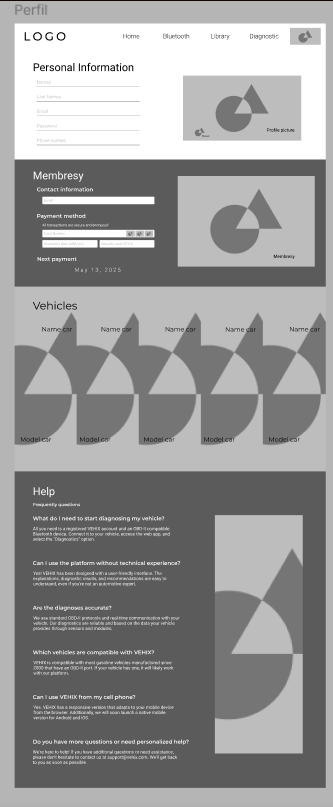 Perfil
LOGO
Home
Bluetooth
Library
Diagnostic
Personal Information
Name
Last Names
Email
Password
Phone number
Profile picture
Membresy
Contact information
Email
Payment method
All transactions are secure and encrypted
Card Number
Next payment
May 13, 2025
Membresy
Vehicles
Name car
Name car
Name car
Name car
Name car
Model car
Model car
Model car
Model car
Model car
Help
Frequently questions
What do I need to start diagnosing my vehicle?
All you need is a registered VEHIX account and an OBD-II compatible
Bluetooth device. Connect it to your vehicle, access the web app, and
select the "Diagnostics" option.
Can I use the platform without technical experience?
Yes! VEHIX has been designed with a user-friendly interface. The
explanations, diagnostic results, and recommendations are easy to
understand, even if you're not an automotive expert.
Are the diagnoses accurate?
We use standard OBD-II protocols and real-time communication with your
vehicle. Our diagnostics are reliable and based on the data your vehicle
provides through sensors and modules.
Which vehicles are compatible with VEHIX?
VEHIX is compatible with most gasoline vehicles manufactured since
2000 that have an OBD-II port. If your vehicle has one, it will likely work
with our platform.
Can I use VEHIX from my cell phone?
Yes. VEHIX has a responsive version that adapts to your mobile device
from the browser. Additionally, we will soon launch a native mobile
version for Android and iOS.
Do you have more questions or need personalized help?
We're here to help! If you have additional questions or need assistance,
please don't hesitate to contact us at support@vehix.com. We'll get back
to you as soon as possible.